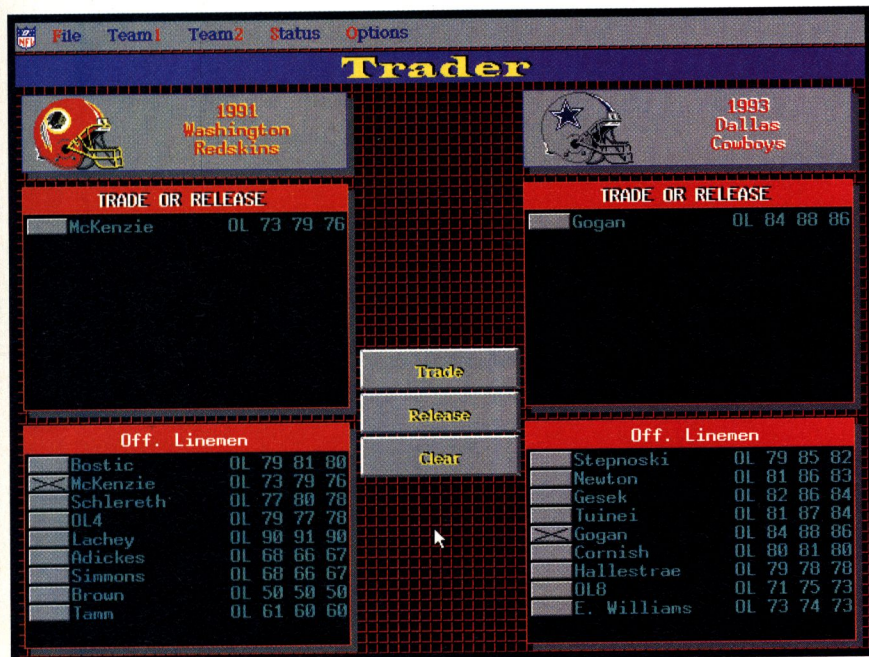 NFL File Team1 Team2 Status Options
Trader
1991
Washington
Redskins
1993
Dallas
Cowboys
TRADE OR RELEASE
McKenzie OL 73 79 76
TRADE OR RELEASE
Gogan OL 84 88 86
Trade
Release
Clear
Off. Linemen
Bostic OL 79 81 80
McKenzie OL 73 79 76
Schlereth OL 77 80 78
OL4 OL 79 77 78
Lachey OL 90 91 90
Adickes OL 68 66 67
Simmons OL 68 66 67
Brown OL 50 50 50
Tamm OL 61 60 60
Off. Linemen
Stepnoski OL 79 85 82
Newton OL 81 86 83
Gesek OL 82 86 84
Tuinei OL 81 87 84
Gogan OL 84 88 86
Cornish OL 80 81 80
Hallestrae OL 79 78 78
OL8 OL 71 75 73
E. Williams OL 73 74 73